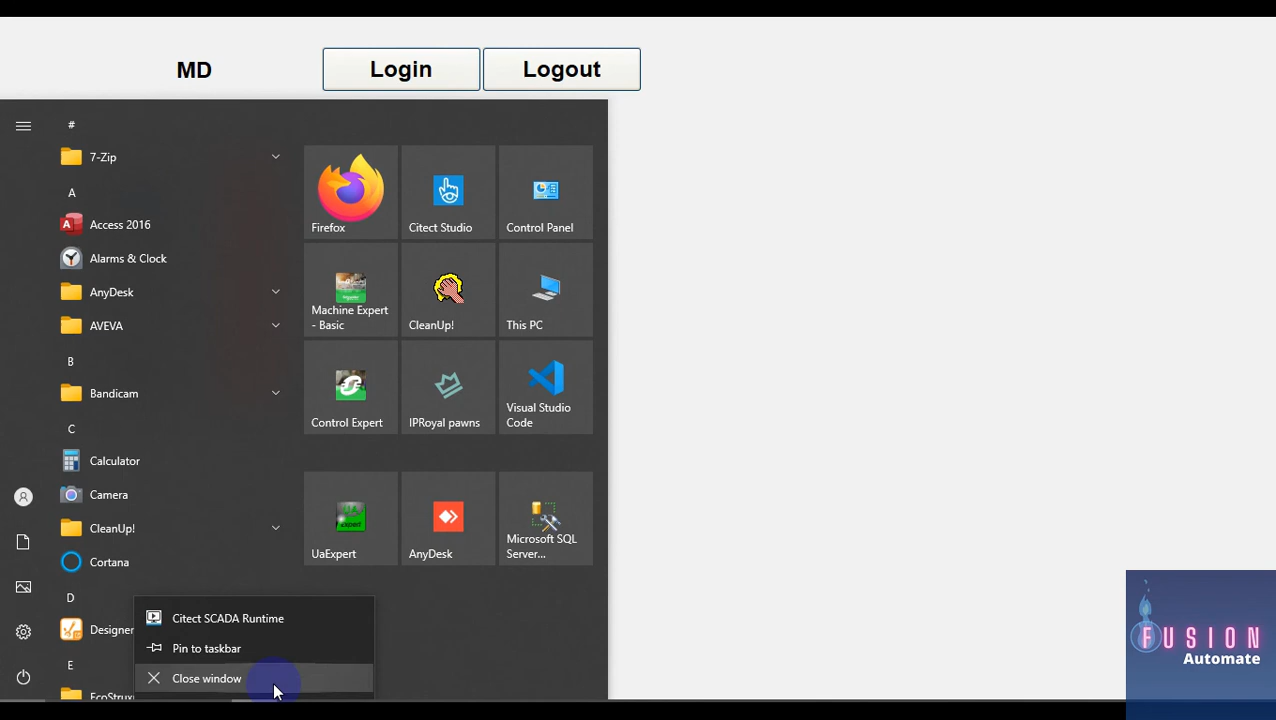 MD
Login
Logout
#
7-Zip
A
Access 2016
Alarms & Clock
AnyDesk
AVEVA
B
Bandicam
C
Calculator
Camera
CleanUp!
Cortana
D
Designer
E
EcoStrux
Firefox
Citect Studio
Control Panel
Machine Expert
- Basic
CleanUp!
This PC
Control Expert
IPRoyal pawns
Visual Studio
Code
UaExpert
AnyDesk
Microsoft SQL
Server...
Citect SCADA Runtime
Pin to taskbar
Close window
FUSION
Automate